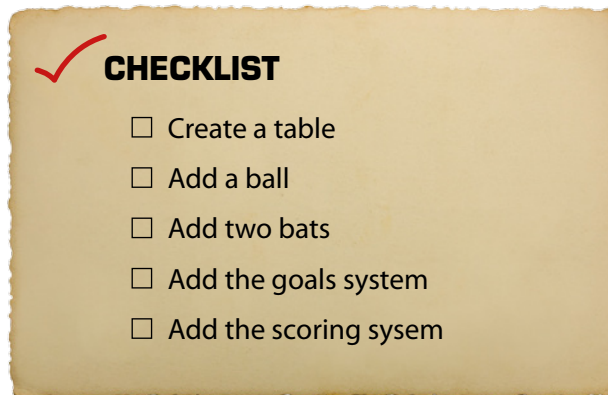 CHECKLIST
Create a table
Add a ball
Add two bats
Add the goals system
Add the scoring sysem